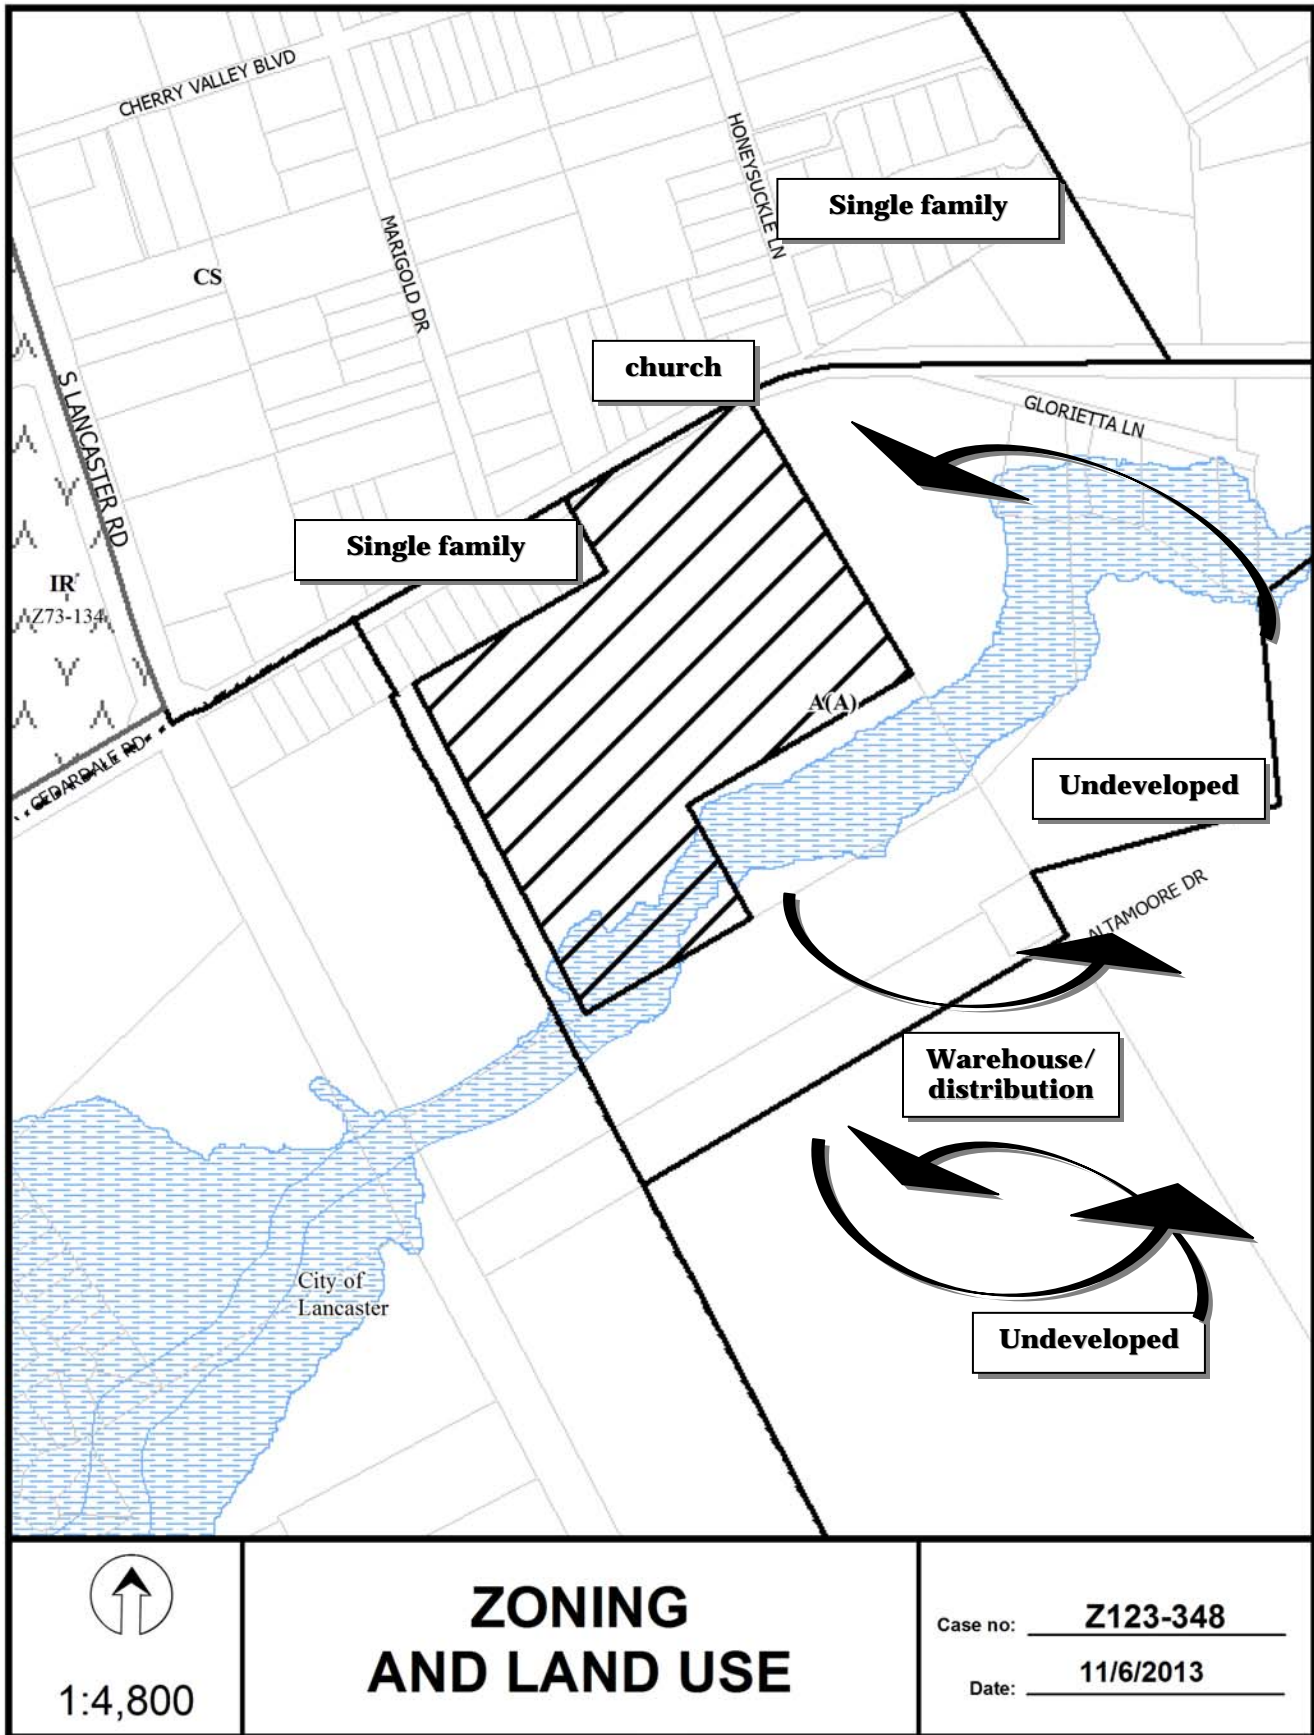 CHERRY VALLEY BLVD
HONEYSUCKLE LN
Single family
MARIGOLD DR
CS
church
S LANCASTER RD
GLORIETTA LN
Single family
IR
Z73-134
A(A)
CEDARDALE RD
Undeveloped
ALTAMOORE DR
Warehouse/
distribution
City of
Lancaster
Undeveloped
1:4,800
ZONING
AND LAND USE
Case no: Z123-348
Date: 11/6/2013